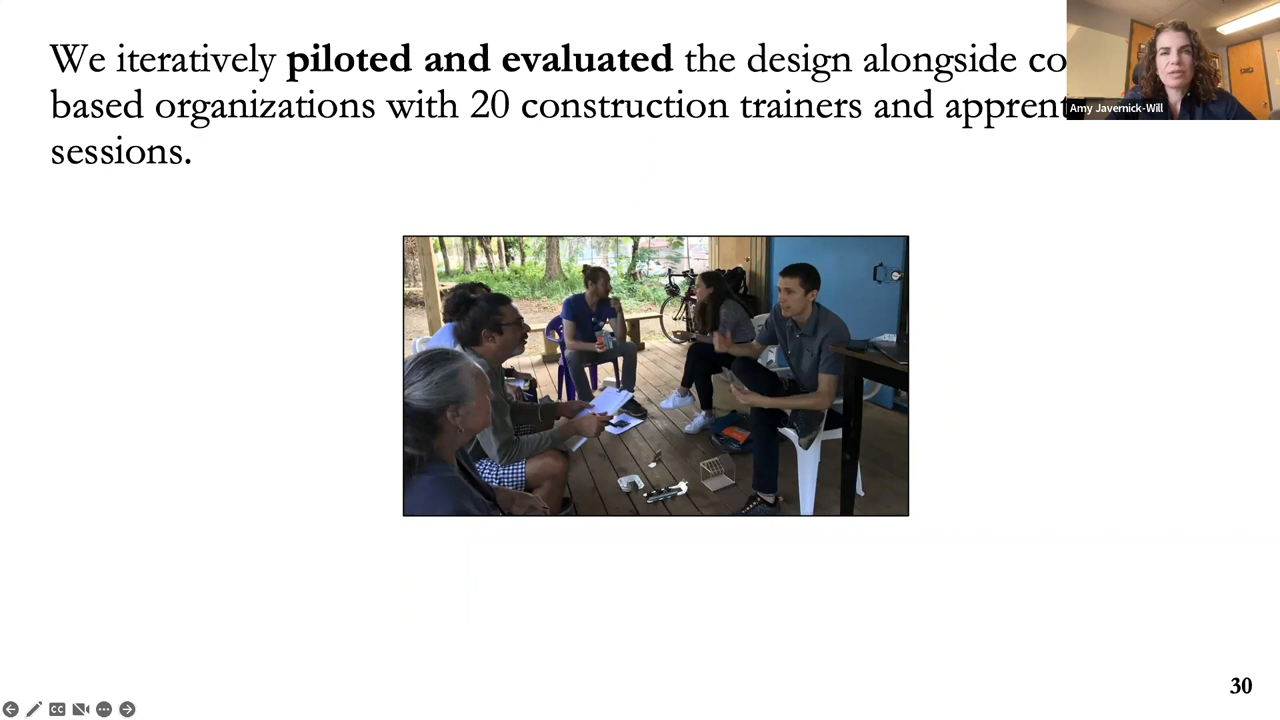 We iteratively piloted and evaluated the design alongside co
based organizations with 20 construction trainers and apprent
sessions.
Amy Javernick-Will
CC
30